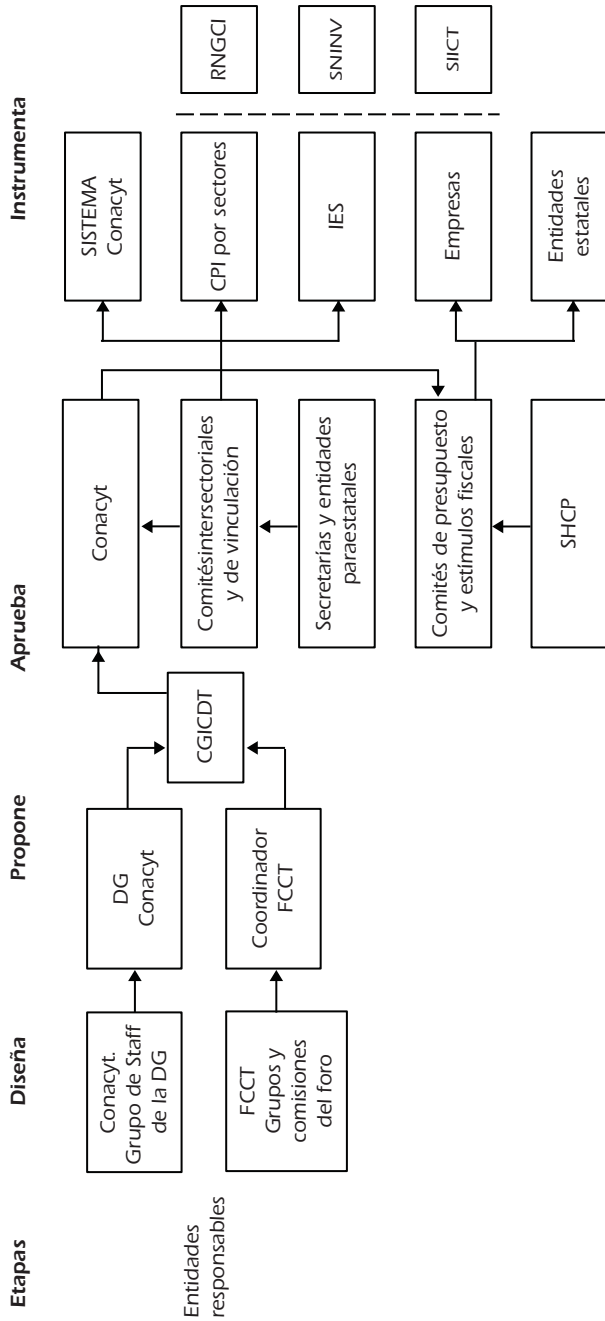 Etapas
Diseña
Propone
Aprueba
Instrumenta
Entidades
responsables
Conacyt.
Grupo de Staff
de la DG
FCCT
Grupos y
comisiones
del foro
DG
Conacyt
Coordinador
FCCT
CGICDT
Conacyt
Comitésintersectoriales
y de vinculación
Secretarías y entidades
paraestatales
Comités de presupuesto
y estímulos fiscales
SHCP
SISTEMA
Conacyt
CPI por sectores
IES
Empresas
Entidades
estatales
RNGCI
SNINV
SIICT